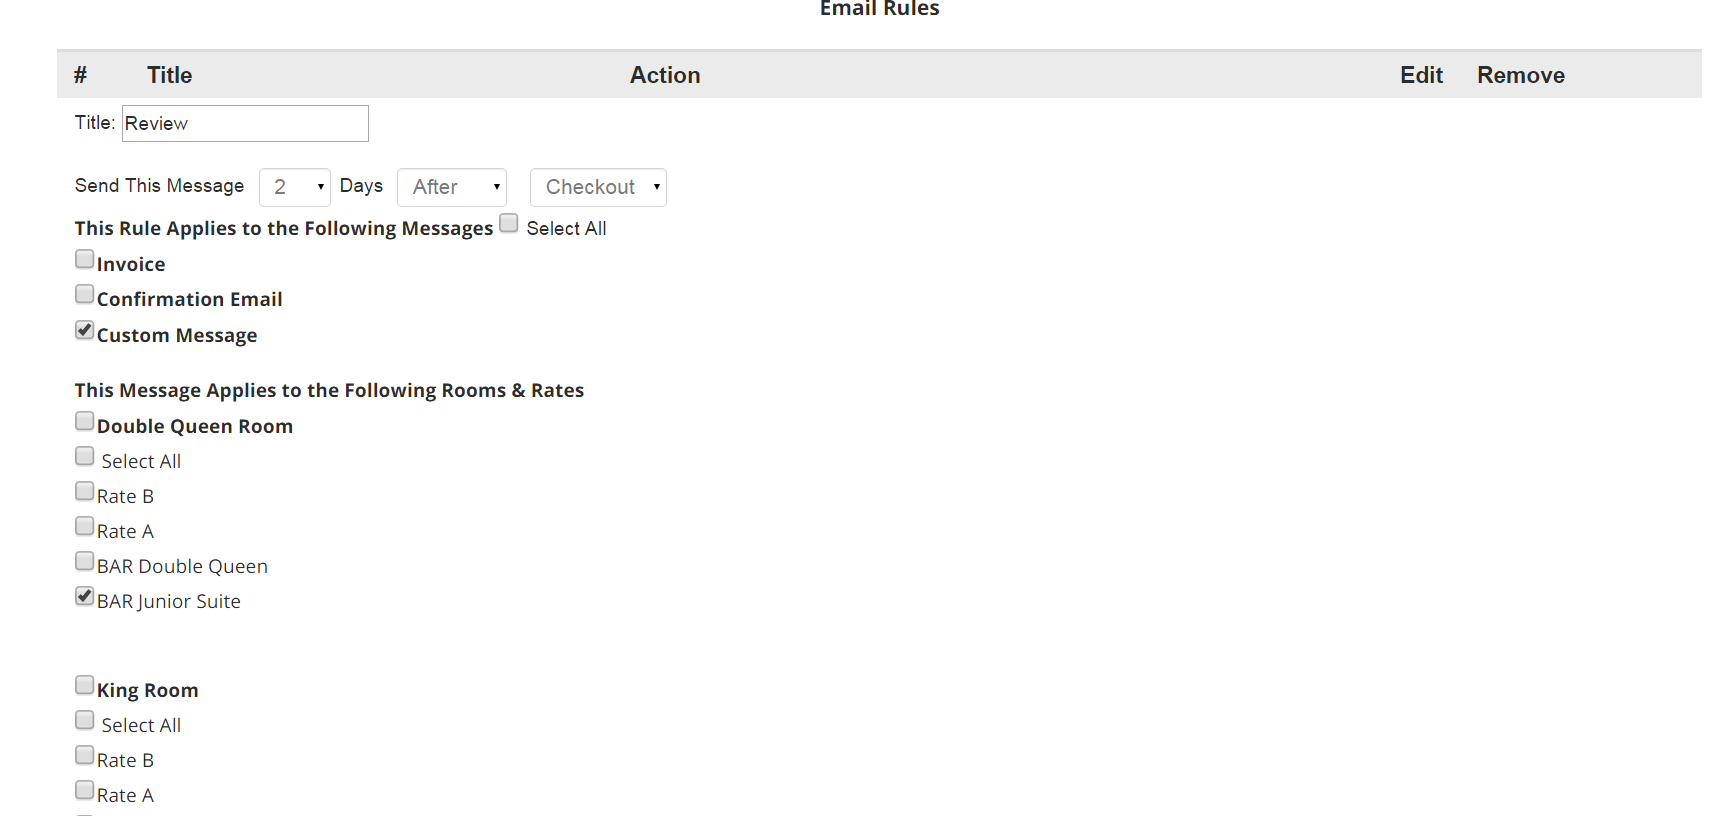 Email Rules
# Title Action Edit Remove
Title: Review
Send This Message 2 Days After Checkout
This Rule Applies to the Following Messages Select All
Invoice
Confirmation Email
Custom Message
This Message Applies to the Following Rooms & Rates
Double Queen Room
Select All
Rate B
Rate A
BAR Double Queen
BAR Junior Suite
King Room
Select All
Rate B
Rate A